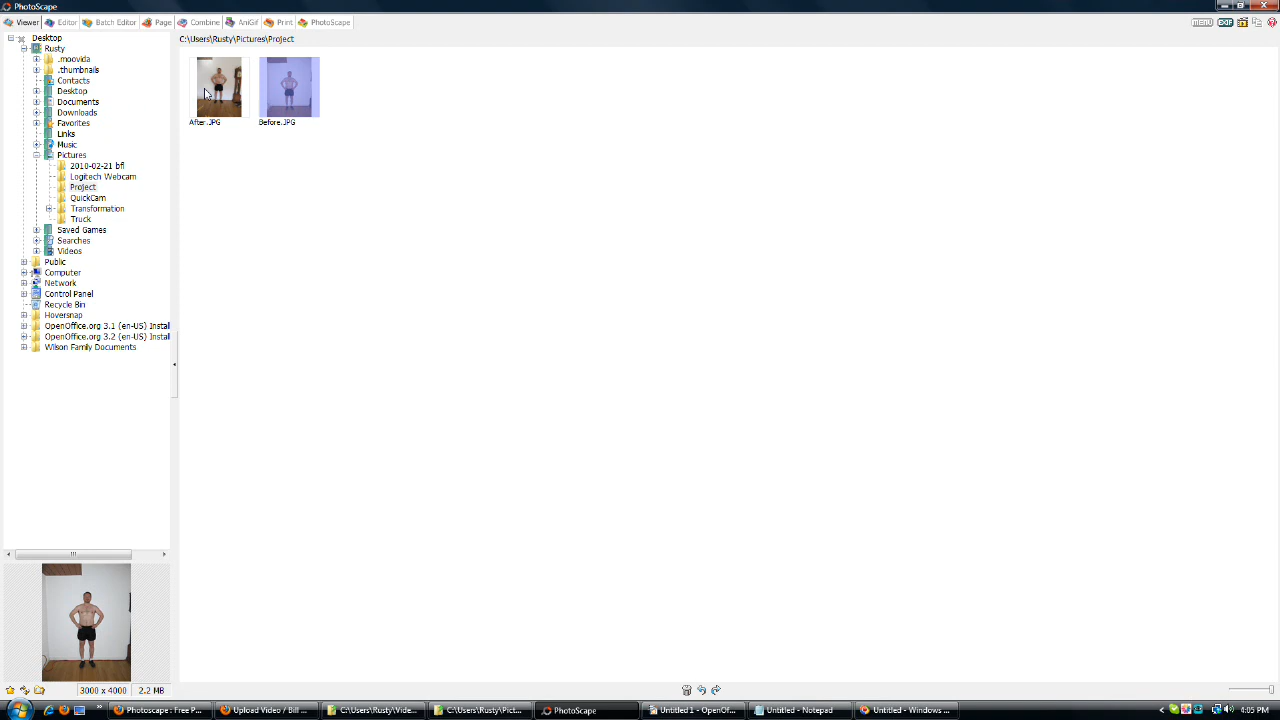 PhotoScape
Viewer Editor Batch Editor Page Combine AniGif Print PhotoScape MENU EXIF
C:\Users\Rusty\Pictures\Project
Desktop
Rusty
.moovida
.thumbnails
Contacts
Desktop
Documents
Downloads
Favorites
Links
Music
Pictures
2010-02-21 bfl
Logitech Webcam
Project
QuickCam
Transformation
Truck
Saved Games
Searches
Videos
Public
Computer
Network
Control Panel
Recycle Bin
Hoversnap
OpenOffice.org 3.1 (en-US) Instal
OpenOffice.org 3.2 (en-US) Instal
Wilson Family Documents
After.JPG Before.JPG
3000 x 4000 2.2 MB
Photoscape : Free P... Upload Video / Bill ... C:\Users\Rusty\Vide... C:\Users\Rusty\Pict... PhotoScape Untitled 1 - OpenOf... Untitled - Notepad Untitled - Windows ... 4:05 PM